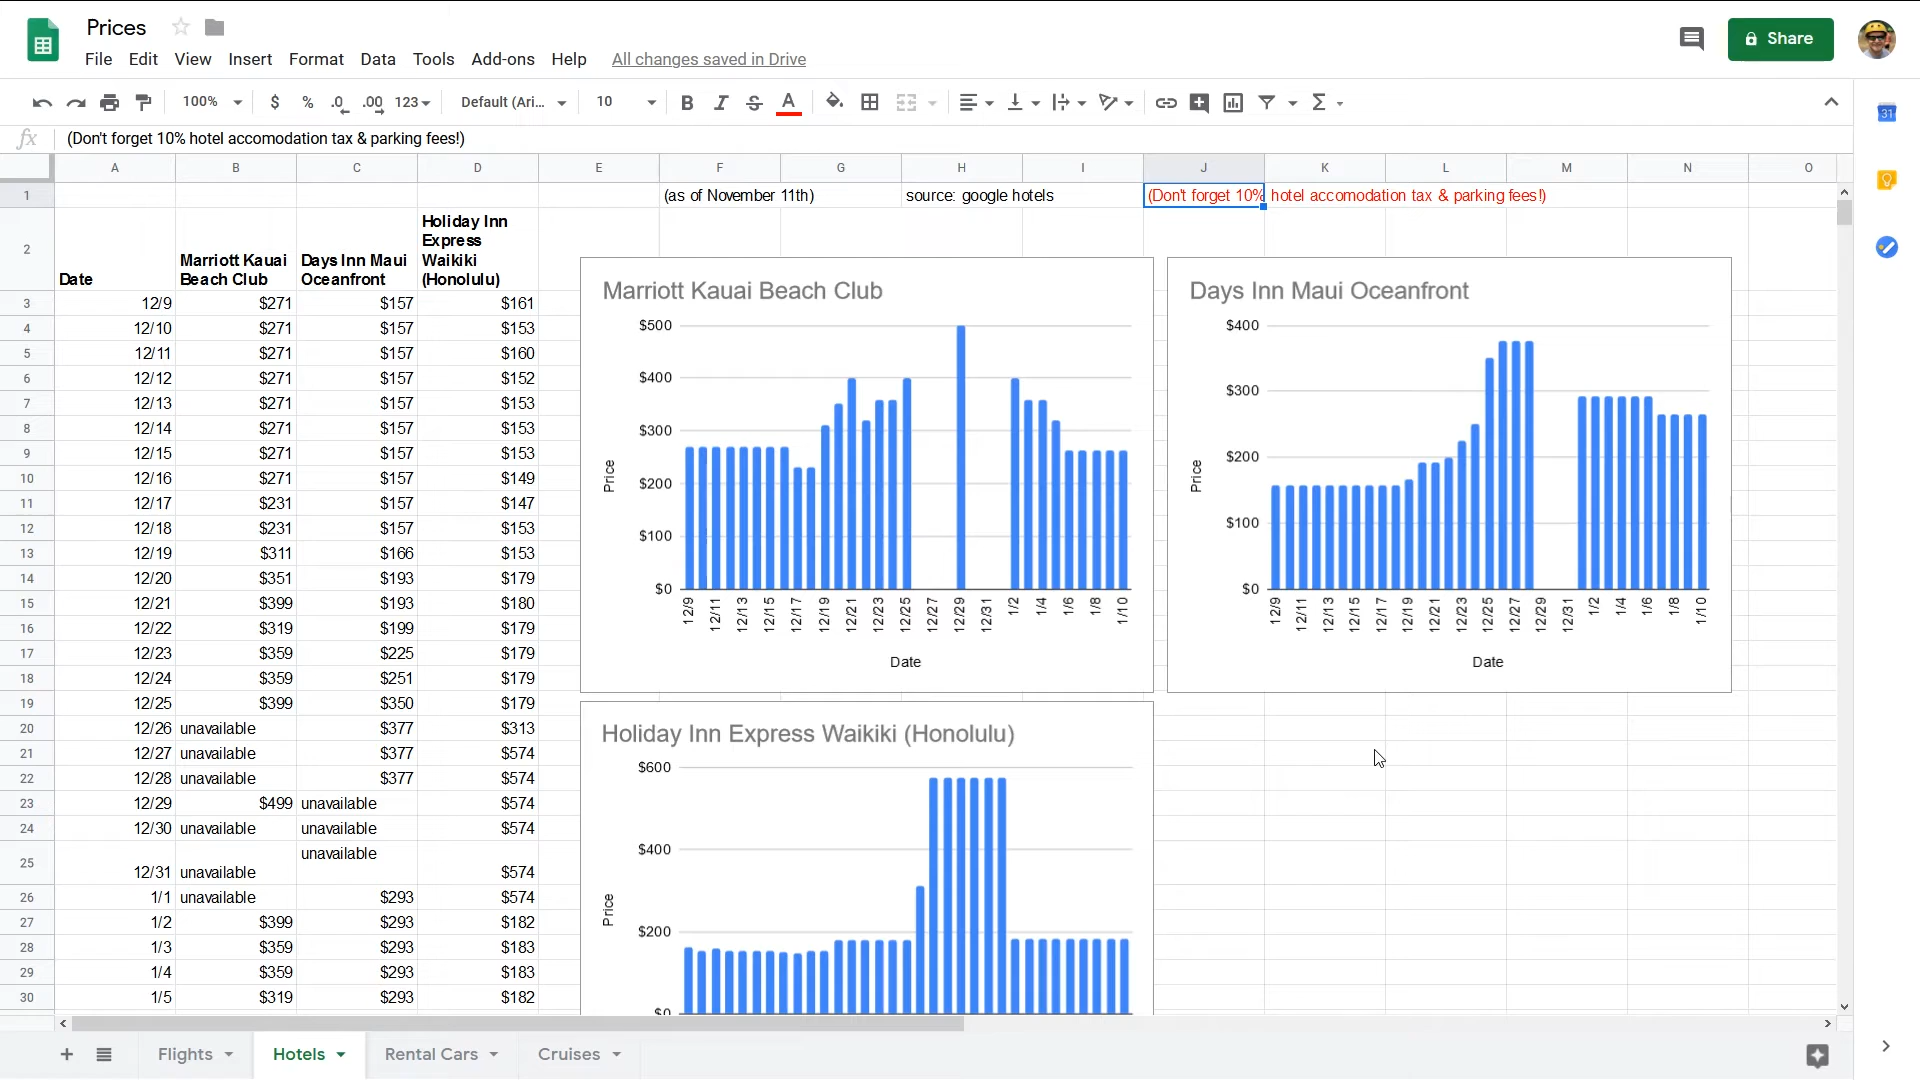 Prices
File Edit View Insert Format Data Tools Add-ons Help All changes saved in Drive
Share
100% $ % .0 .00 123 Default (Ari... 10 B I S A Σ
31
fx (Don't forget 10% hotel accomodation tax & parking fees!)
A B C D E F G H I J K L M N O
1 (as of November 11th) source: google hotels (Don't forget 10% hotel accomodation tax & parking fees!)
2 Date Marriott Kauai Beach Club Days Inn Maui Oceanfront Holiday Inn Express Waikiki (Honolulu)
3 12/9 $271 $157 $161
4 12/10 $271 $157 $153
5 12/11 $271 $157 $160
6 12/12 $271 $157 $152
7 12/13 $271 $157 $153
8 12/14 $271 $157 $153
9 12/15 $271 $157 $153
10 12/16 $271 $157 $149
11 12/17 $231 $157 $147
12 12/18 $231 $157 $153
13 12/19 $311 $166 $153
14 12/20 $351 $193 $179
15 12/21 $399 $193 $180
16 12/22 $319 $199 $179
17 12/23 $359 $225 $179
18 12/24 $359 $251 $179
19 12/25 $399 $350 $179
20 12/26 unavailable $377 $313
21 12/27 unavailable $377 $574
22 12/28 unavailable $377 $574
23 12/29 $499 unavailable $574
24 12/30 unavailable unavailable $574
25 12/31 unavailable unavailable $574
26 1/1 unavailable $293 $574
27 1/2 $399 $293 $182
28 1/3 $359 $293 $183
29 1/4 $359 $293 $183
30 1/5 $319 $293 $182
Marriott Kauai Beach Club
$500
$400
$300
$200
$100
$0
Price
12/9 12/11 12/13 12/15 12/17 12/19 12/21 12/23 12/25 12/27 12/29 12/31 1/2 1/4 1/6 1/8 1/10
Date
Days Inn Maui Oceanfront
$400
$300
$200
$100
$0
Price
12/9 12/11 12/13 12/15 12/17 12/19 12/21 12/23 12/25 12/27 12/29 12/31 1/2 1/4 1/6 1/8 1/10
Date
Holiday Inn Express Waikiki (Honolulu)
$600
$400
$200
$0
Price
Flights Hotels Rental Cars Cruises